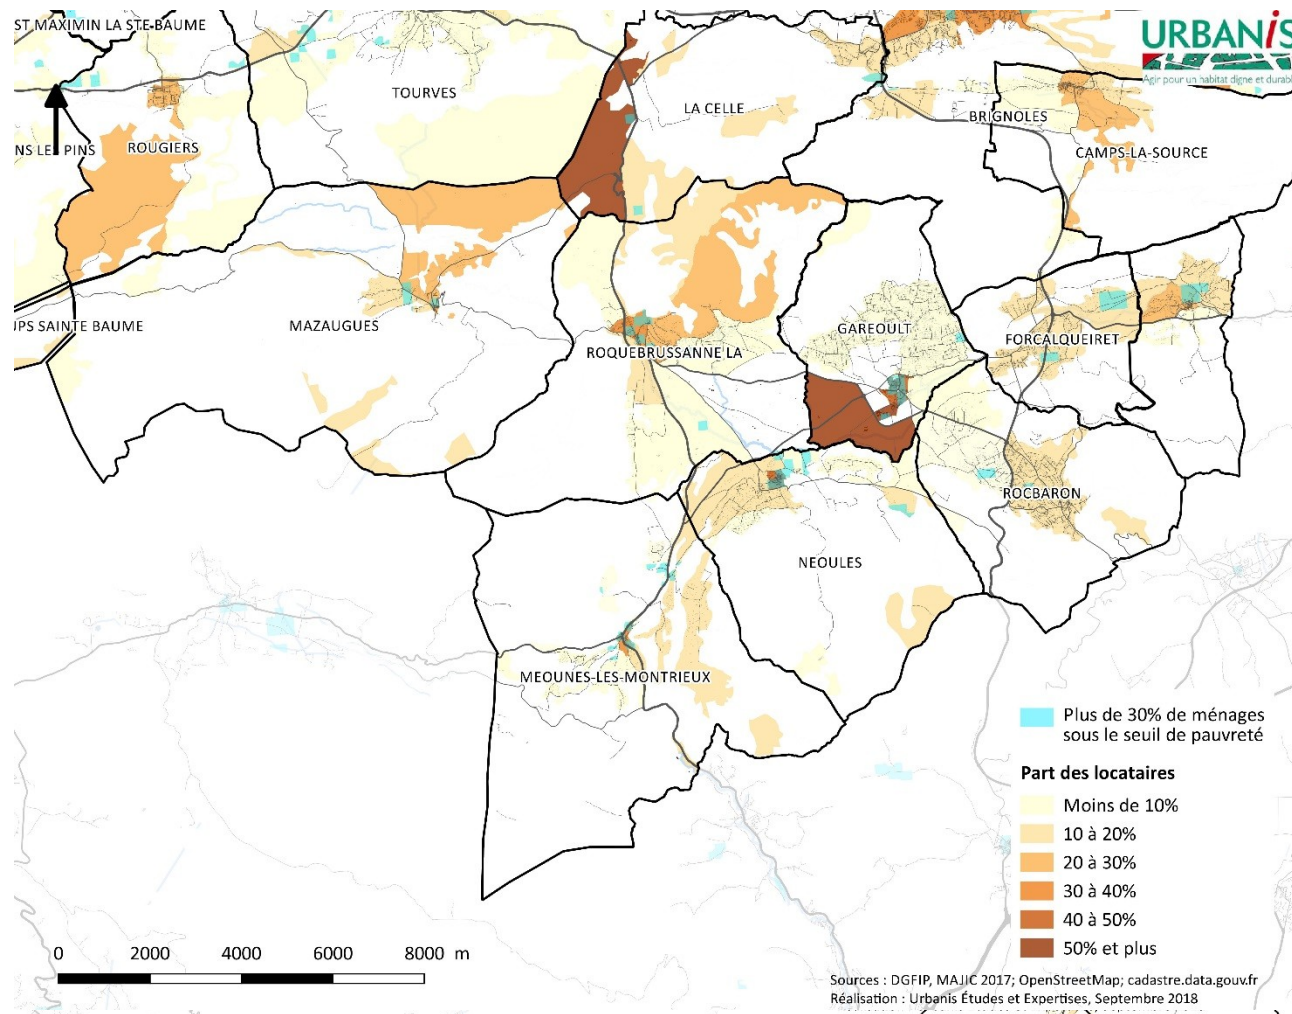 ST MAXIMIN LA STE-BAUME
URBANiS
Agir pour un habitat digne et durabl
TOURVES
LA CELLE
BRIGNOLES
NS LES PINS
ROUGIERS
CAMPS-LA-SOURCE
UPS SAINTE BAUME
MAZAUGUES
GAREOULT
FORCALQUEIRET
ROQUEBRUSSANNE LA
ROCBARON
NEOULES
MEOUNES-LES-MONTRIEUX
Plus de 30% de ménages
sous le seuil de pauvreté
Part des locataires
Moins de 10%
10 à 20%
20 à 30%
30 à 40%
40 à 50%
50% et plus
0 2000 4000 6000 8000 m
Sources : DGFIP, MAJIC 2017; OpenStreetMap; cadastre.data.gouv.fr
Réalisation : Urbanis Études et Expertises, Septembre 2018